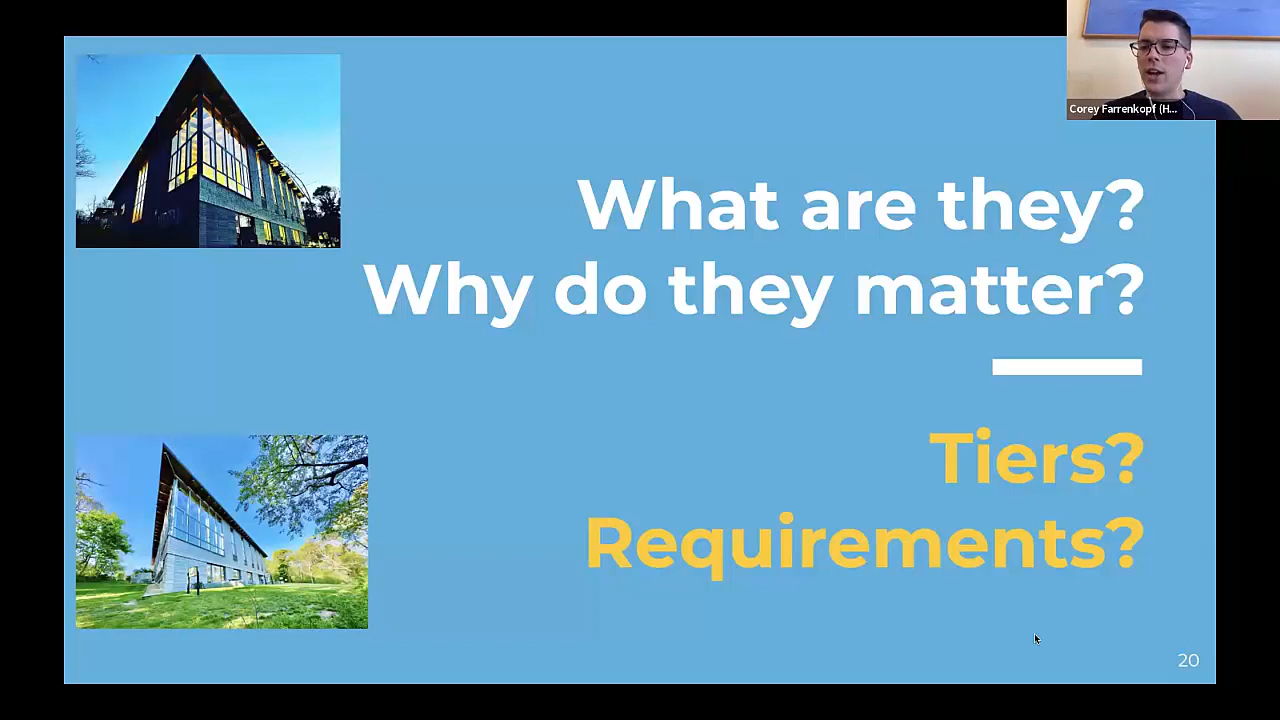 Corey Farrenkopf (H...
What are they?
Why do they matter?
Tiers?
Requirements?
20